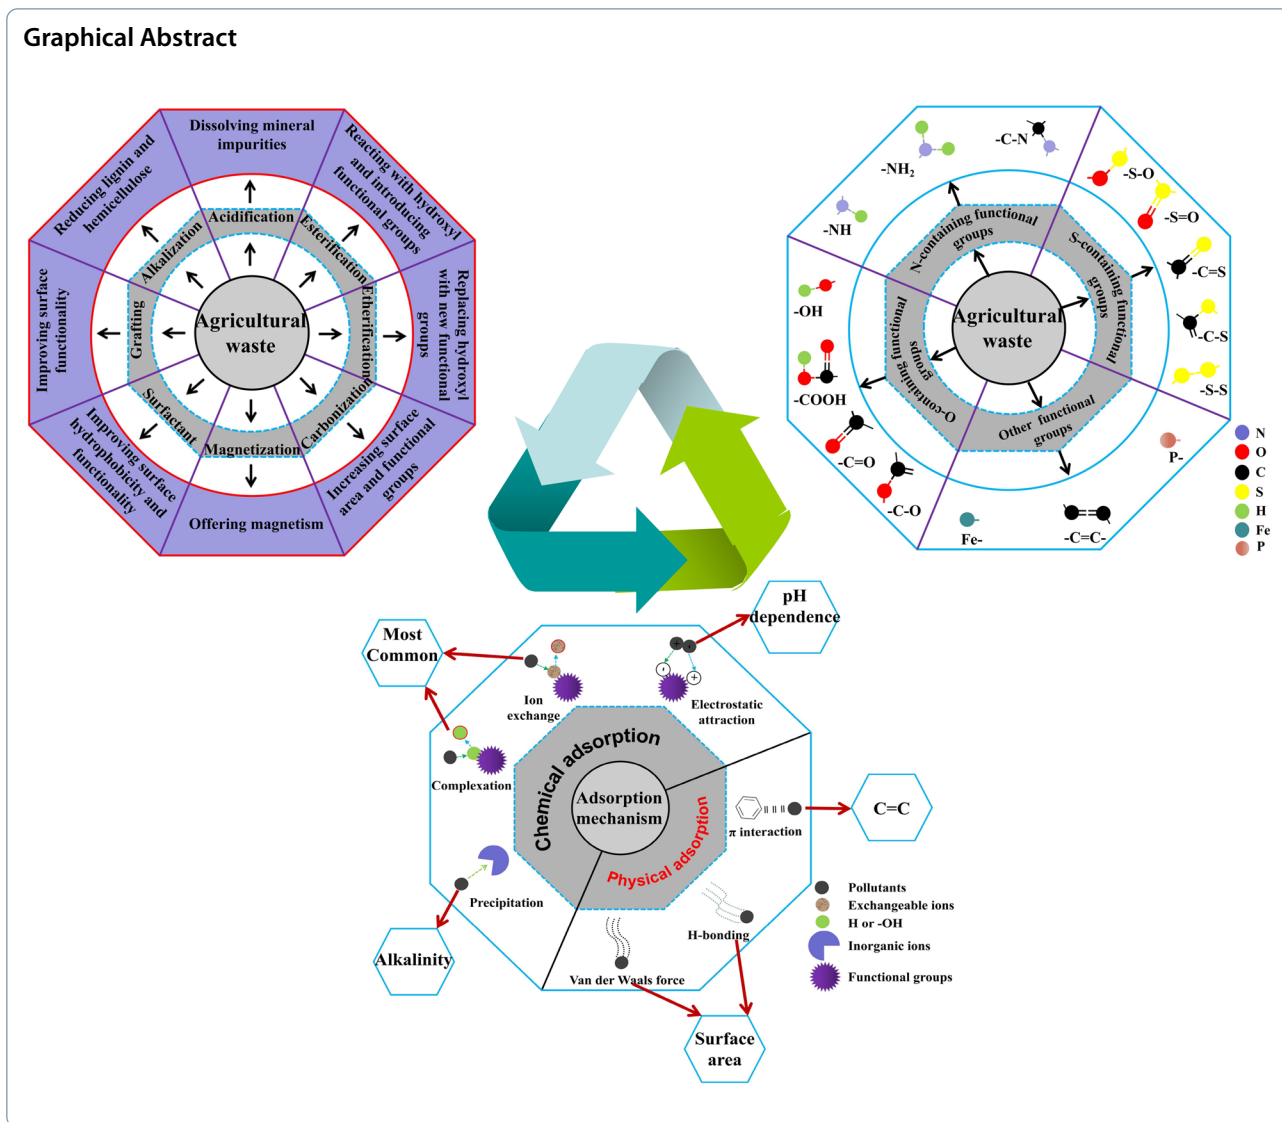 Graphical Abstract
Dissolving mineral
impurities
Reacting with hydroxyl
and introducing
functional groups
Replacing hydroxyl
with new functional
groups
Increasing surface
area and functional
groups
Offering magnetism
Improving surface
hydrophobicity and
functionality
Improving surface
functionality
Reducing lignin and
hemicellulose
Acidification
Esterification
Etherification
Carbonization
Magnetization
Surfactant
Grafting
Alkalization
Agricultural
waste
-NH₂
-C-N
-NH
-S-O
-S=O
-C=S
-C-S
-S-S
-OH
-COOH
-C=O
-C-O
Fe-
-C=C-
P-
N-containing functional
groups
S-containing functional
groups
Other functional
groups
O-containing functional
groups
Agricultural
waste
N
O
C
S
H
Fe
P
pH
dependence
Most
Common
Ion
exchange
+
-
-
+
Electrostatic
attraction
Complexation
Chemical adsorption
Adsorption
mechanism
Physical adsorption
π interaction
C=C
Precipitation
H-bonding
Van der Waals force
Alkalinity
Surface
area
Pollutants
Exchangeable ions
H or -OH
Inorganic ions
Functional groups